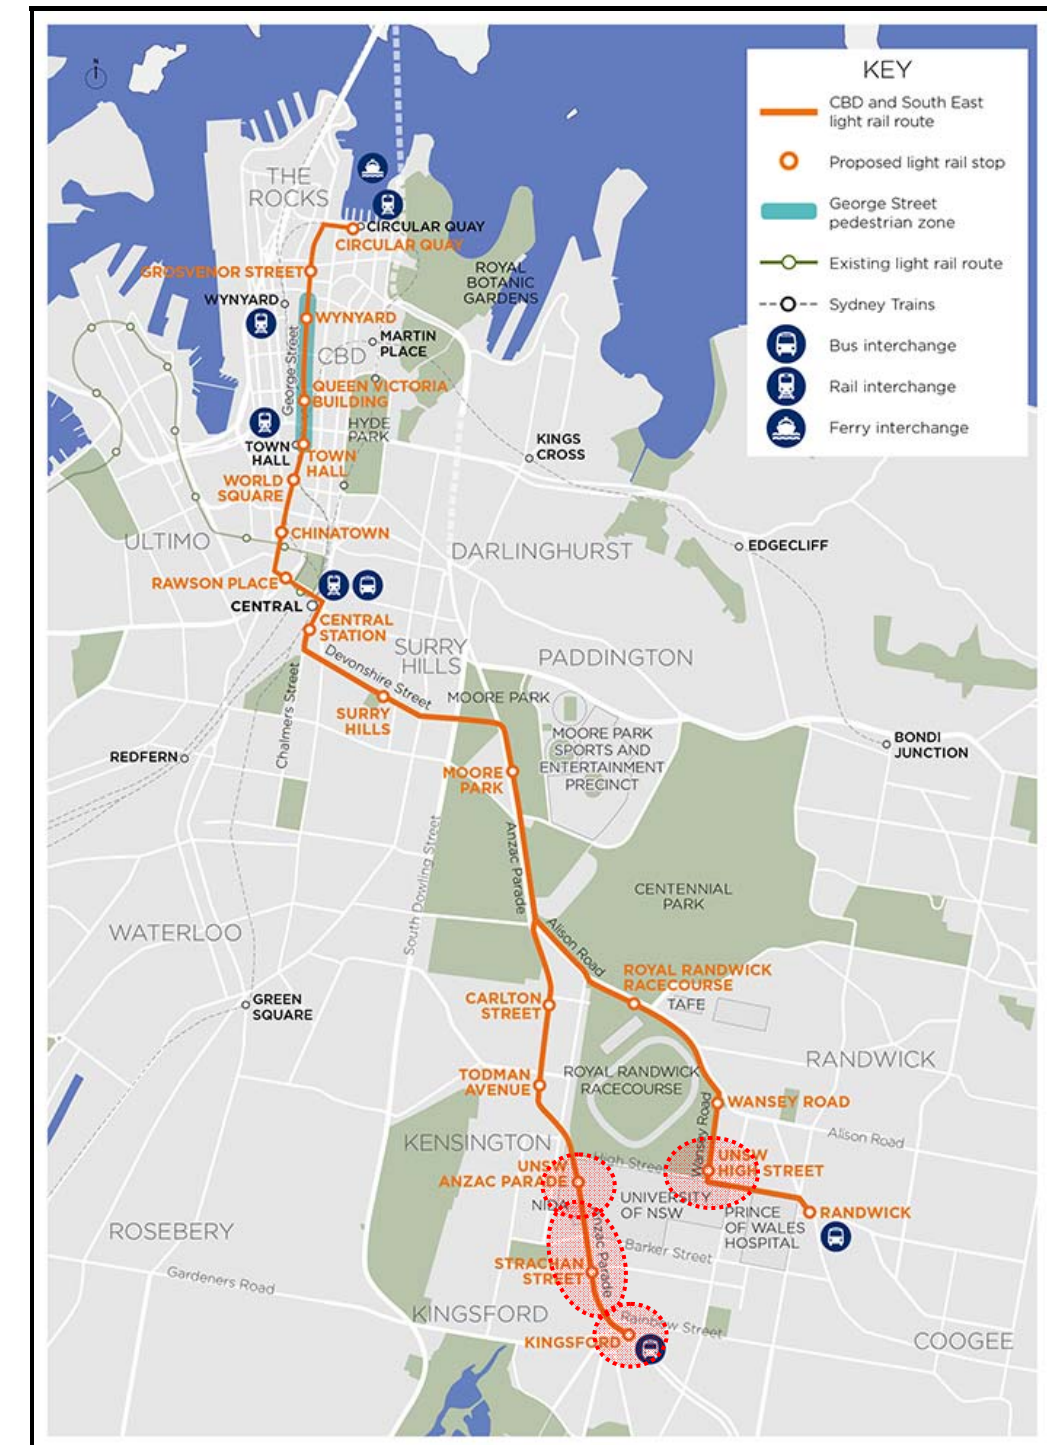 N
KEY
CBD and South East
light rail route
Proposed light rail stop
George Street
pedestrian zone
Existing light rail route
Sydney Trains
Bus interchange
Rail interchange
Ferry interchange
THE
ROCKS
CIRCULAR QUAY
CIRCULAR QUAY
GROSVENOR STREET
ROYAL
BOTANIC
GARDENS
WYNYARD
WYNYARD
MARTIN
PLACE
CBD
George Street
QUEEN VICTORIA
BUILDING
HYDE
PARK
KINGS
CROSS
TOWN
HALL
TOWN
HALL
WORLD
SQUARE
CHINATOWN
ULTIMO
DARLINGHURST
EDGECLIFF
RAWSON PLACE
CENTRAL
CENTRAL
STATION
SURRY
HILLS
PADDINGTON
Devonshire Street
Chalmers Street
MOORE PARK
SURRY
HILLS
MOORE PARK
SPORTS AND
ENTERTAINMENT
PRECINCT
BONDI
JUNCTION
REDFERN
MOORE
PARK
Anzac Parade
South Dowling Street
CENTENNIAL
PARK
WATERLOO
Alison Road
ROYAL RANDWICK
RACECOURSE
TAFE
CARLTON
STREET
GREEN
SQUARE
RANDWICK
TODMAN
AVENUE
ROYAL RANDWICK
RACECOURSE
WANSEY ROAD
Wansey Road
Alison Road
KENSINGTON
High Street
UNSW
HIGH STREET
UNSW
ANZAC PARADE
NIDA
UNIVERSITY
OF NSW
PRINCE
OF WALES
HOSPITAL
RANDWICK
ROSEBERY
Anzac Parade
Barker Street
STRACHAN
STREET
Gardeners Road
KINGSFORD
Rainbow Street
KINGSFORD
COOGEE